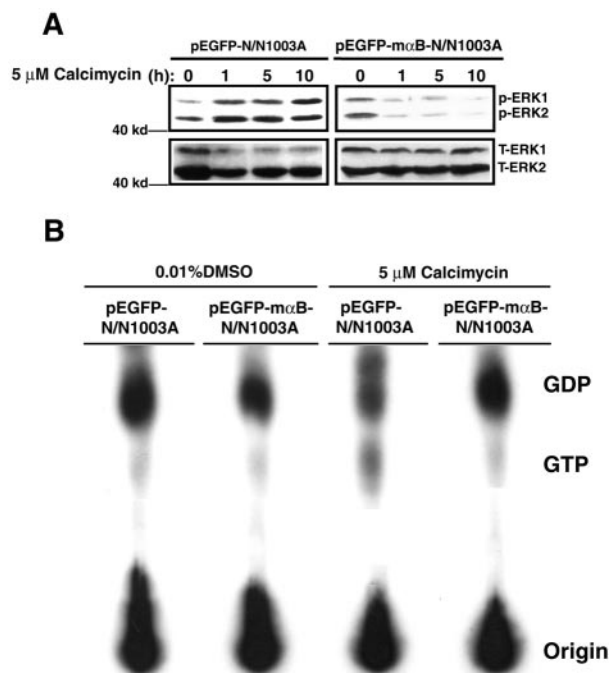 A
pEGFP-N/N1003A pEGFP-mαB-N/N1003A
5 μM Calcimycin (h): 0 1 5 10 0 1 5 10
p-ERK1
p-ERK2
40 kd
T-ERK1
T-ERK2
40 kd
B
0.01%DMSO 5 μM Calcimycin
pEGFP- pEGFP-mαB- pEGFP- pEGFP-mαB-
N/N1003A N/N1003A N/N1003A N/N1003A
GDP
GTP
Origin